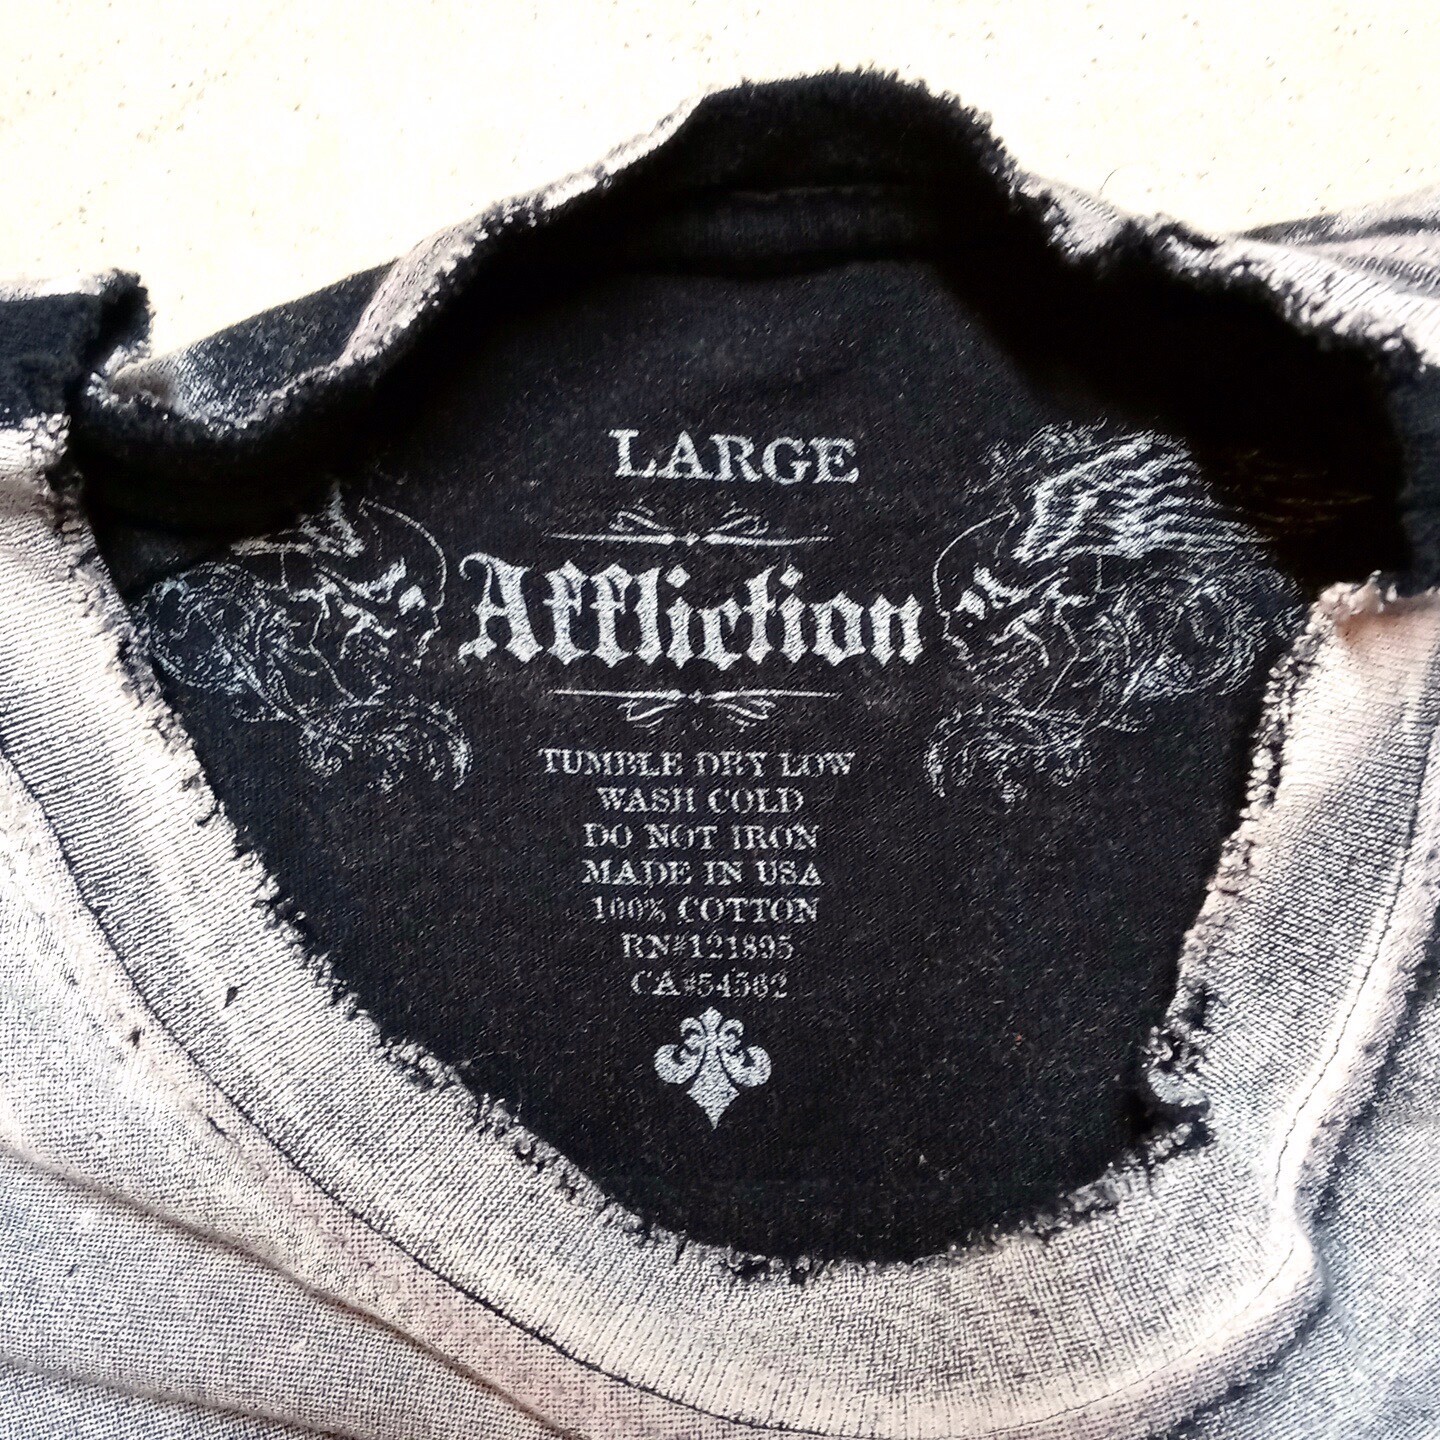 LARGE
Affliction
TUMBLE DRY LOW
WASH COLD
DO NOT IRON
MADE IN USA
100% COTTON
RN#121895
CA#54562